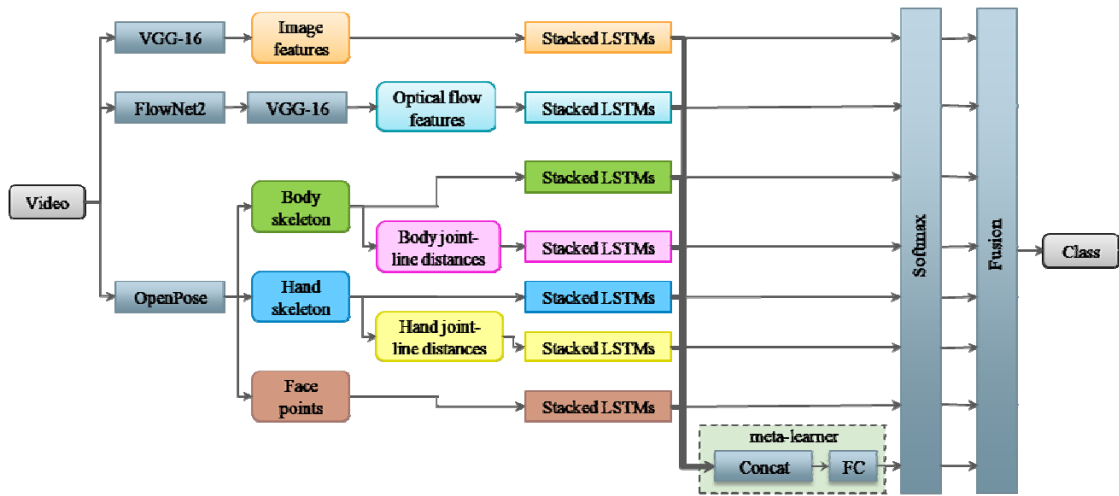 VGG-16
Image
features
Stacked LSTMs
FlowNet2
VGG-16
Optical flow
features
Stacked LSTMs
Video
Body
skeleton
Stacked LSTMs
Body joint-
line distances
Stacked LSTMs
OpenPose
Hand
skeleton
Stacked LSTMs
Hand joint-
line distances
Stacked LSTMs
Face
points
Stacked LSTMs
meta-learner
Concat
FC
Softmax
Fusion
Class